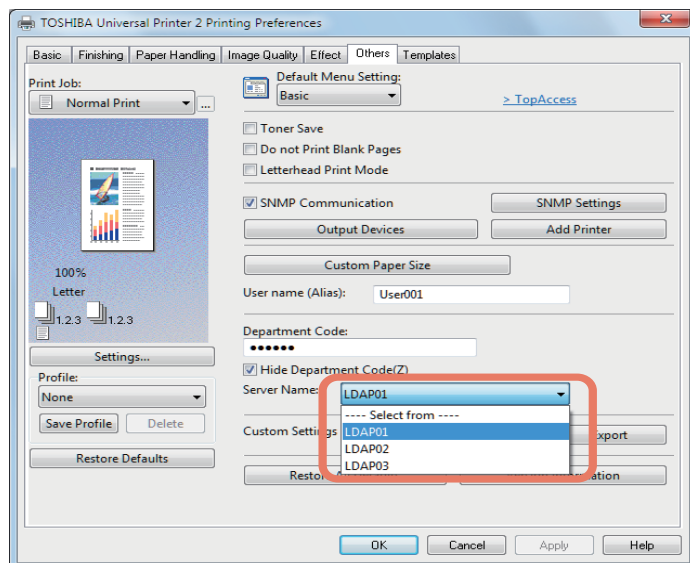 TOSHIBA Universal Printer 2 Printing Preferences
Basic Finishing Paper Handling Image Quality Effect Others Templates
Print Job:
Normal Print
...
100%
Letter
1.2.3 1.2.3
Settings...
Profile:
None
Save Profile Delete
Restore Defaults
Default Menu Setting:
Basic
> TopAccess
Toner Save
Do not Print Blank Pages
Letterhead Print Mode
SNMP Communication SNMP Settings
Output Devices Add Printer
Custom Paper Size
User name (Alias): User001
Department Code:
••••••
Hide Department Code(Z)
Server Name: LDAP01
---- Select from ----
Custom Settings LDAP01
LDAP02
LDAP03
OK Cancel Apply Help